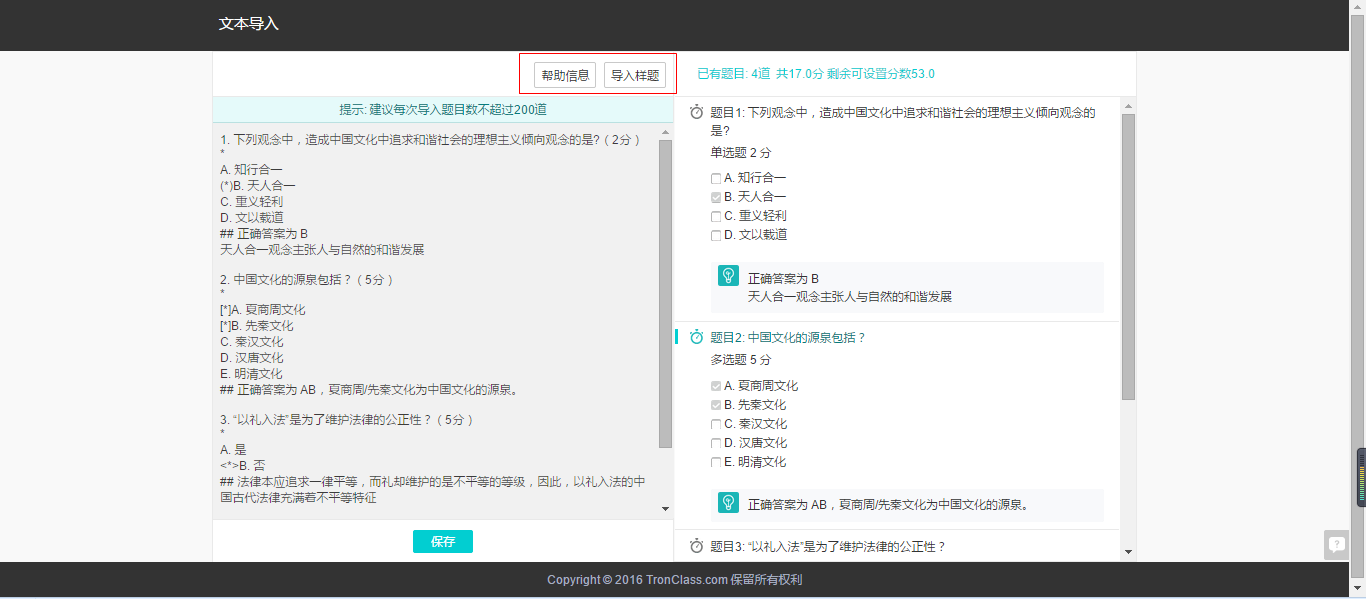 文本导入
帮助信息 导入样题
已有题目: 4道 共17.0分 剩余可设置分数53.0
提示: 建议每次导入题目数不超过200道
1. 下列观念中，造成中国文化中追求和谐社会的理想主义倾向观念的是?（2分）
*
A. 知行合一
(*)B. 天人合一
C. 重义轻利
D. 文以载道
## 正确答案为 B
天人合一观念主张人与自然的和谐发展
2. 中国文化的源泉包括？（5分）
*
[*]A. 夏商周文化
[*]B. 先秦文化
C. 秦汉文化
D. 汉唐文化
E. 明清文化
## 正确答案为 AB，夏商周/先秦文化为中国文化的源泉。
3. “以礼入法”是为了维护法律的公正性？（5分）
*
A. 是
<*>B. 否
## 法律本应追求一律平等，而礼却维护的是不平等的等级，因此，以礼入法的中
国古代法律充满着不平等特征
保存
题目1: 下列观念中，造成中国文化中追求和谐社会的理想主义倾向观念的
是?
单选题 2 分
A. 知行合一
B. 天人合一
C. 重义轻利
D. 文以载道
正确答案为 B
天人合一观念主张人与自然的和谐发展
题目2: 中国文化的源泉包括？
多选题 5 分
A. 夏商周文化
B. 先秦文化
C. 秦汉文化
D. 汉唐文化
E. 明清文化
正确答案为 AB，夏商周/先秦文化为中国文化的源泉。
题目3: “以礼入法”是为了维护法律的公正性？
Copyright © 2016 TronClass.com 保留所有权利